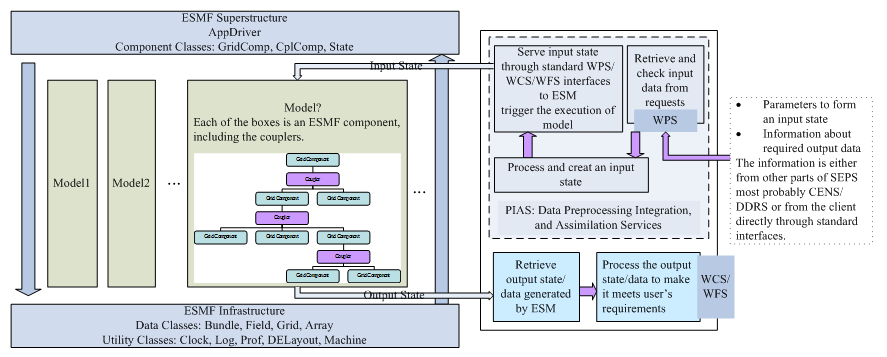 ESMF Superstructure
AppDriver
Component Classes: GridComp, CplComp, State
Input State
Model1
Model2
...
Model?
Each of the boxes is an ESMF component,
including the couplers.
GridComponent
Coupler
GridComponent
GridComponent
Coupler
GridComponent
GridComponent
GridComponent
Coupler
GridComponent
GridComponent
...
Output State
ESMF Infrastructure
Data Classes: Bundle, Field, Grid, Array
Utility Classes: Clock, Log, Prof, DELayout, Machine
Serve input state
through standard WPS/
WCS/WFS interfaces
to ESM
trigger the execution of
model
Retrieve and
check input
data from
requests
WPS
Process and creat an input
state
PIAS: Data Preprocessing Integration,
and Assimilation Services
• Parameters to form
an input state
• Information about
required output data
The information is either
from other parts of SEPS
most probably CENS/
DDRS or from the client
directly through standard
interfaces.
Retrieve
output state/
data generated
by ESM
Process the output
state/data to make
it meets user's
requirements
WCS/
WFS